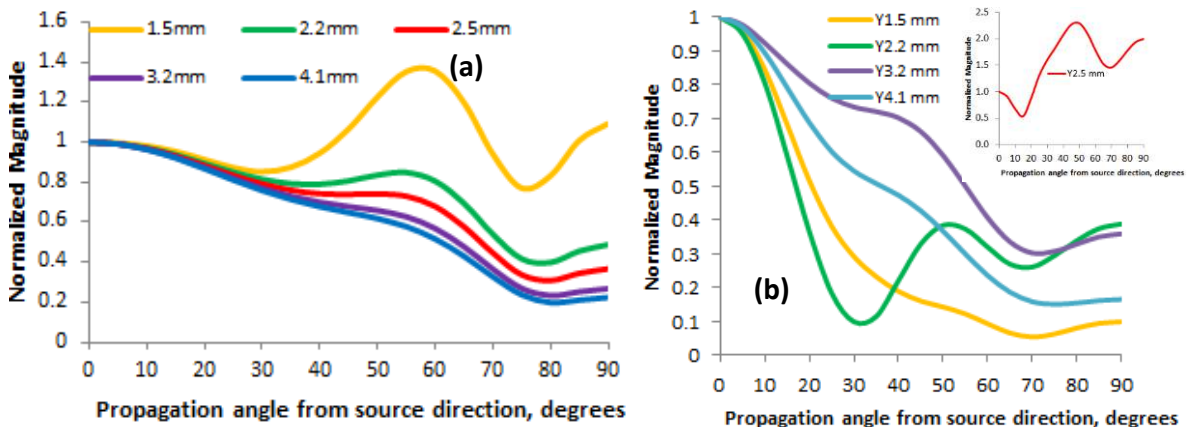 1.6
1.4
1.2
1
0.8
0.6
0.4
0.2
0
Normalized Magnitude
1.5mm 2.2mm 2.5mm
3.2mm 4.1mm
(a)
0 10 20 30 40 50 60 70 80 90
Propagation angle from source direction, degrees
1
0.9
0.8
0.7
0.6
0.5
0.4
0.3
0.2
0.1
0
Normalized Magnitude
Y1.5 mm
Y2.2 mm
Y3.2 mm
Y4.1 mm
(b)
0 10 20 30 40 50 60 70 80 90
Propagation angle from source direction, degrees
2.5
2.0
1.5
1.0
0.5
0.0
Normalized Magnitude
Y2.5 mm
0 10 20 30 40 50 60 70 80 90
Propagation angle from source direction, degrees